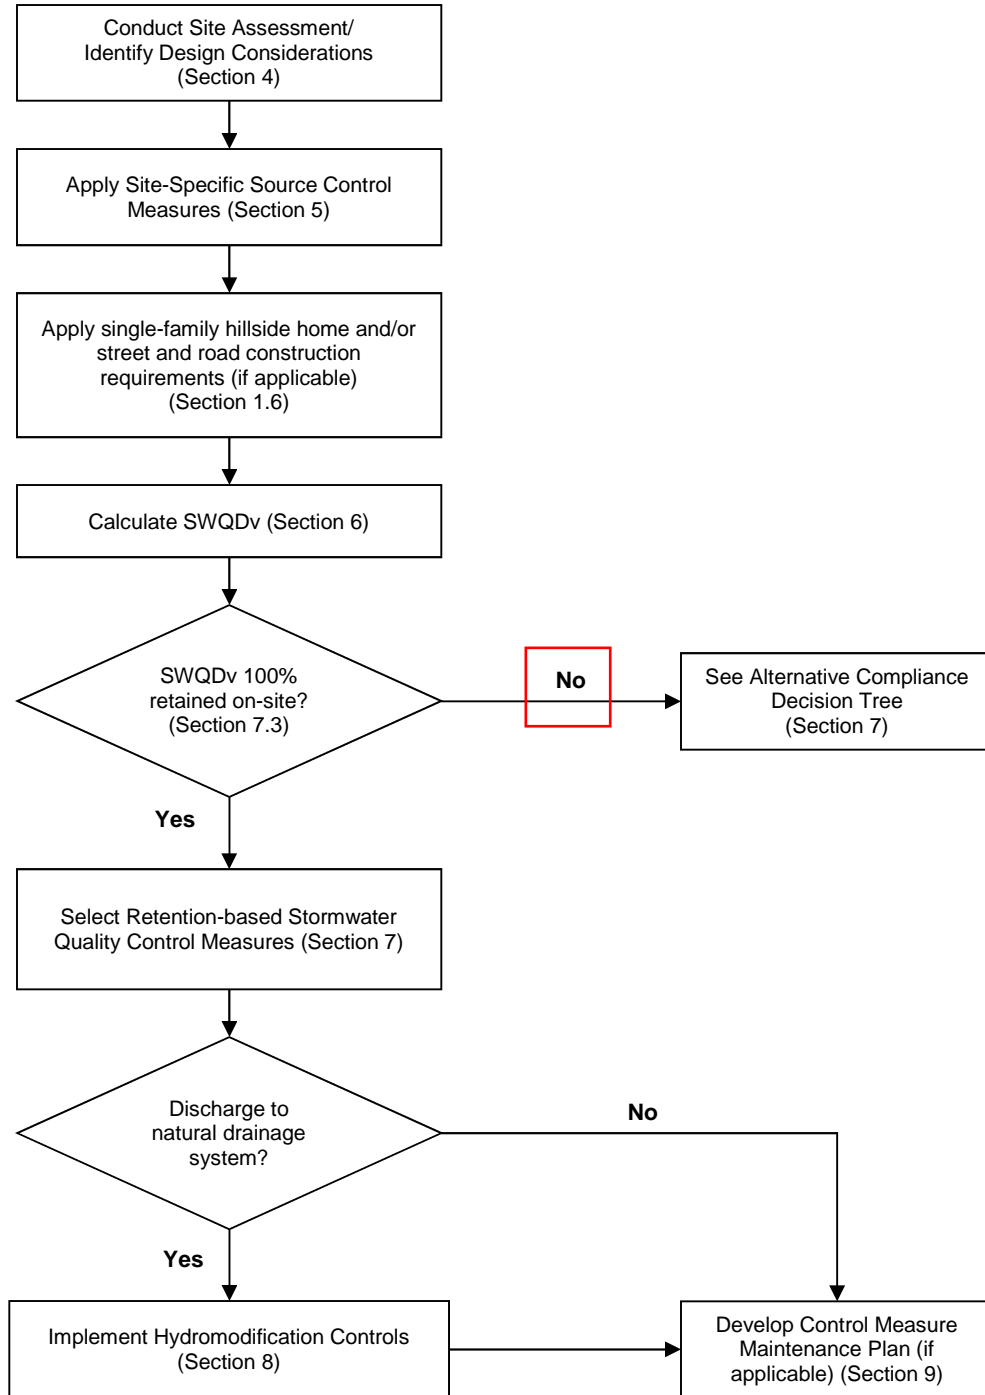 Conduct Site Assessment/
Identify Design Considerations
(Section 4)
Apply Site-Specific Source Control
Measures (Section 5)
Apply single-family hillside home and/or
street and road construction
requirements (if applicable)
(Section 1.6)
Calculate SWQDv (Section 6)
SWQDv 100%
retained on-site?
(Section 7.3)
No
See Alternative Compliance
Decision Tree
(Section 7)
Yes
Select Retention-based Stormwater
Quality Control Measures (Section 7)
Discharge to
natural drainage
system?
No
Yes
Implement Hydromodification Controls
(Section 8)
Develop Control Measure
Maintenance Plan (if
applicable) (Section 9)